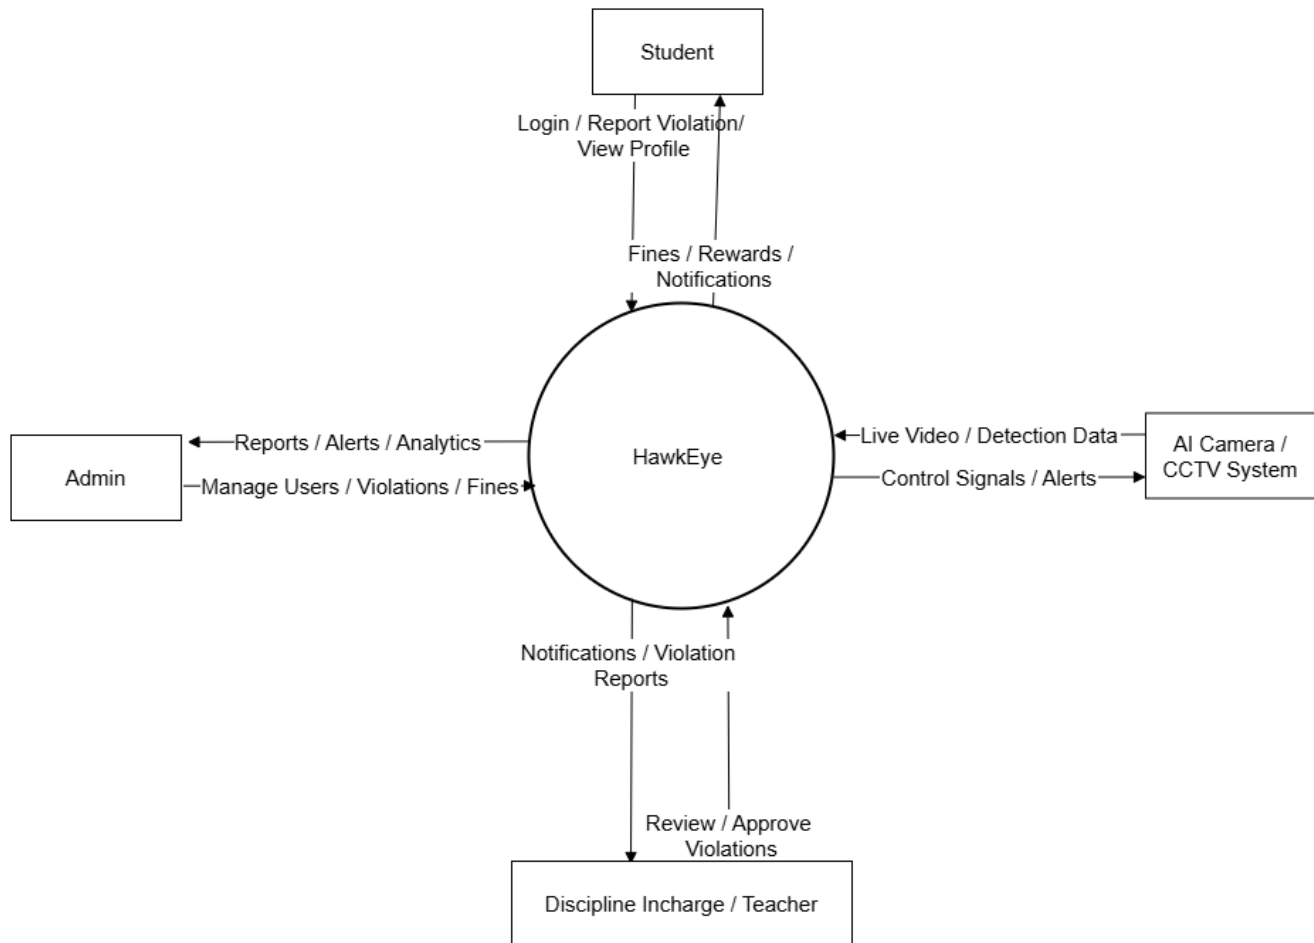 Student
Login / Report Violation/
View Profile
Fines / Rewards /
Notifications
Reports / Alerts / Analytics
Admin
Manage Users / Violations / Fines
HawkEye
Live Video / Detection Data
Control Signals / Alerts
AI Camera /
CCTV System
Notifications / Violation
Reports
Review / Approve
Violations
Discipline Incharge / Teacher